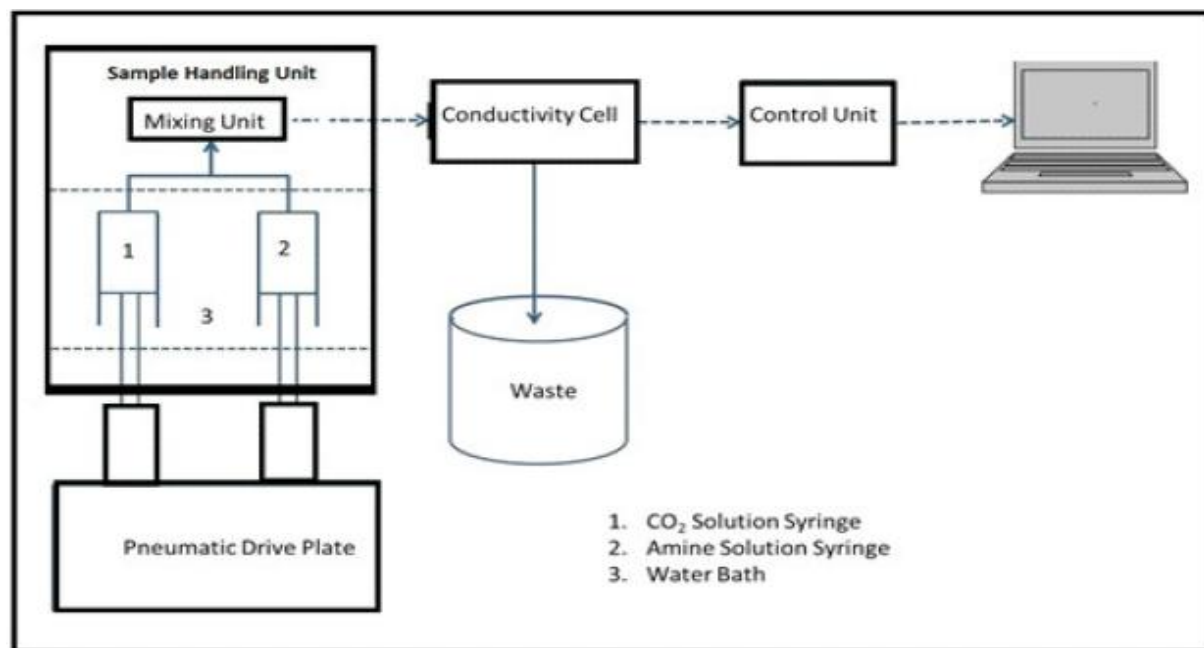 Sample Handling Unit
Mixing Unit
Conductivity Cell
Control Unit
1
2
3
Waste
Pneumatic Drive Plate
1. CO₂ Solution Syringe
2. Amine Solution Syringe
3. Water Bath